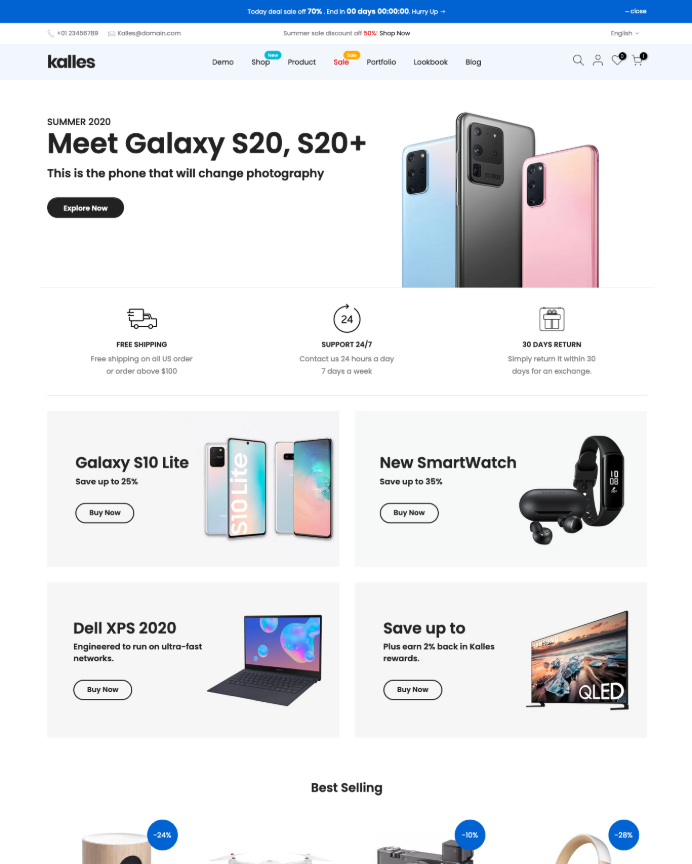 Today deal sale off 70% . End in 00 days 00:00:00. Hurry Up →
– close
+01 23456789
Kalles@domain.com
Summer sale discount off 50%! Shop Now
English
kalles
Demo
Shop
New
Product
Sale
Sale
Portfolio
Lookbook
Blog
0
1
SUMMER 2020
Meet Galaxy S20, S20+
This is the phone that will change photography
Explore Now
24
FREE SHIPPING
Free shipping on all US order
or order above $100
SUPPORT 24/7
Contact us 24 hours a day
7 days a week
30 DAYS RETURN
Simply return it within 30
days for an exchange.
Galaxy S10 Lite
Save up to 25%
Buy Now
S10 Lite
New SmartWatch
Save up to 35%
Buy Now
10
08
Dell XPS 2020
Engineered to run on ultra-fast
networks.
Buy Now
Save up to
Plus earn 2% back in Kalles
rewards.
Buy Now
QLED
Best Selling
-24%
-10%
-28%